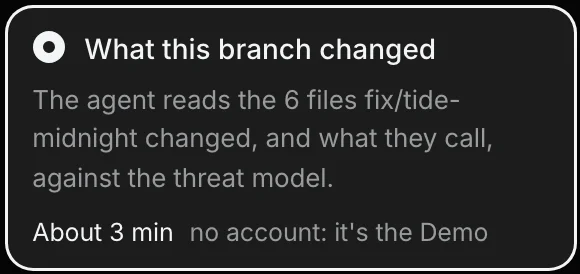 What this branch changed
The agent reads the 6 files fix/tide-
midnight changed, and what they call,
against the threat model.
About 3 min no account: it's the Demo